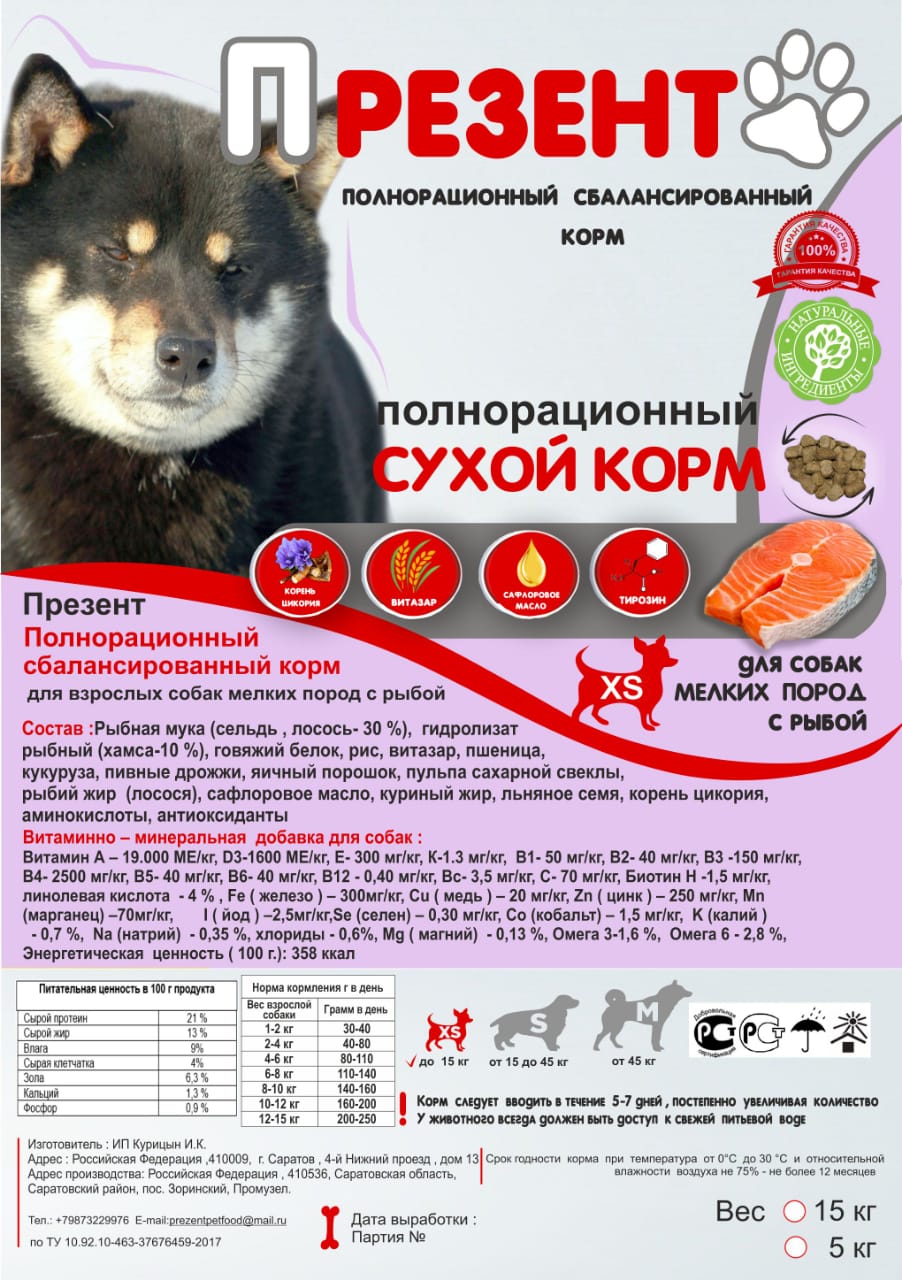 ПРЕЗЕНТ
ПОЛНОРАЦИОННЫЙ СБАЛАНСИРОВАННЫЙ
КОРМ
ГАРАНТИЯ КАЧЕСТВА
100%
ГАРАНТИЯ КАЧЕСТВА
НАТУРАЛЬНЫЕ
ИНГРЕДИЕНТЫ
полнорационный
СУХОЙ КОРМ
КОРЕНЬ
ЦИКОРИЯ
ВИТАЗАР
САФЛОРОВОЕ
МАСЛО
ТИРОЗИН
XS
ДЛЯ СОБАК
МЕЛКИХ ПОРОД
С РЫБОЙ
Презент
Полнорационный
сбалансированный корм
для взрослых собак мелких пород с рыбой
Состав :Рыбная мука (сельдь , лосось- 30 %), гидролизат
рыбный (хамса-10 %), говяжий белок, рис, витазар, пшеница,
кукуруза, пивные дрожжи, яичный порошок, пульпа сахарной свеклы,
рыбий жир (лосося), сафлоровое масло, куриный жир, льняное семя, корень цикория,
аминокислоты, антиоксиданты
Витаминно – минеральная добавка для собак :
Витамин А – 19.000 МЕ/кг, D3-1600 МЕ/кг, Е- 300 мг/кг, К-1.3 мг/кг, В1- 50 мг/кг, В2- 40 мг/кг, В3 -150 мг/кг,
В4- 2500 мг/кг, В5- 40 мг/кг, В6- 40 мг/кг, В12 - 0,40 мг/кг, Вс- 3,5 мг/кг, С- 70 мг/кг, Биотин Н -1,5 мг/кг,
линолевая кислота - 4 % , Fe ( железо ) – 300мг/кг, Cu ( медь ) – 20 мг/кг, Zn ( цинк ) – 250 мг/кг, Mn
(марганец) –70мг/кг, I ( йод ) –2,5мг/кг,Se (селен) – 0,30 мг/кг, Co (кобальт) – 1,5 мг/кг, K (калий )
- 0,7 %, Na (натрий) - 0,35 %, хлориды - 0,6%, Mg ( магний) - 0,13 %, Омега 3-1,6 %, Омега 6 - 2,8 %,
Энергетическая ценность ( 100 г.): 358 ккал
Питательная ценность в 100 г продукта
Сырой протеин 21 %
Сырой жир 13 %
Влага 9%
Сырая клетчатка 4%
Зола 6,3 %
Кальций 1,3 %
Фосфор 0,9 %
Норма кормления г в день
Вес взрослой собаки Грамм в день
1-2 кг 30-40
2-4 кг 40-80
4-6 кг 80-110
6-8 кг 110-140
8-10 кг 140-160
10-12 кг 160-200
12-15 кг 200-250
XS S M
до 15 кг от 15 до 45 кг от 45 кг
Добровольная
РСТ
сертификация
РСТ
! Корм следует вводить в течение 5-7 дней , постепенно увеличивая количество
У животного всегда должен быть доступ к свежей питьевой воде
Изготовитель : ИП Курицын И.К.
Адрес : Российская Федерация ,410009, г. Саратов , 4-й Нижний проезд , дом 13
Адрес производства: Российская Федерация , 410536, Саратовская область,
Саратовский район, пос. Зоринский, Промузел.
Срок годности корма при температура от 0°С до 30 °С и относительной
влажности воздуха не 75% - не более 12 месяцев
Тел.: +79873229976 E-mail:prezentpetfood@mail.ru
по ТУ 10.92.10-463-37676459-2017
Дата выработки :
Партия №
Вес 15 кг
5 кг